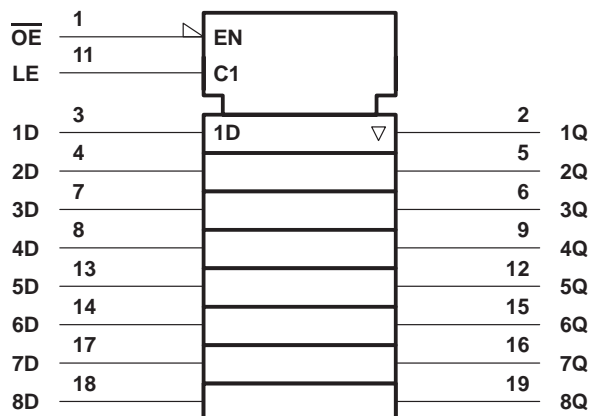 OE 1 EN
LE 11 C1
1D 3 1D 2 1Q
2D 4 5 2Q
3D 7 6 3Q
4D 8 9 4Q
5D 13 12 5Q
6D 14 15 6Q
7D 17 16 7Q
8D 18 19 8Q